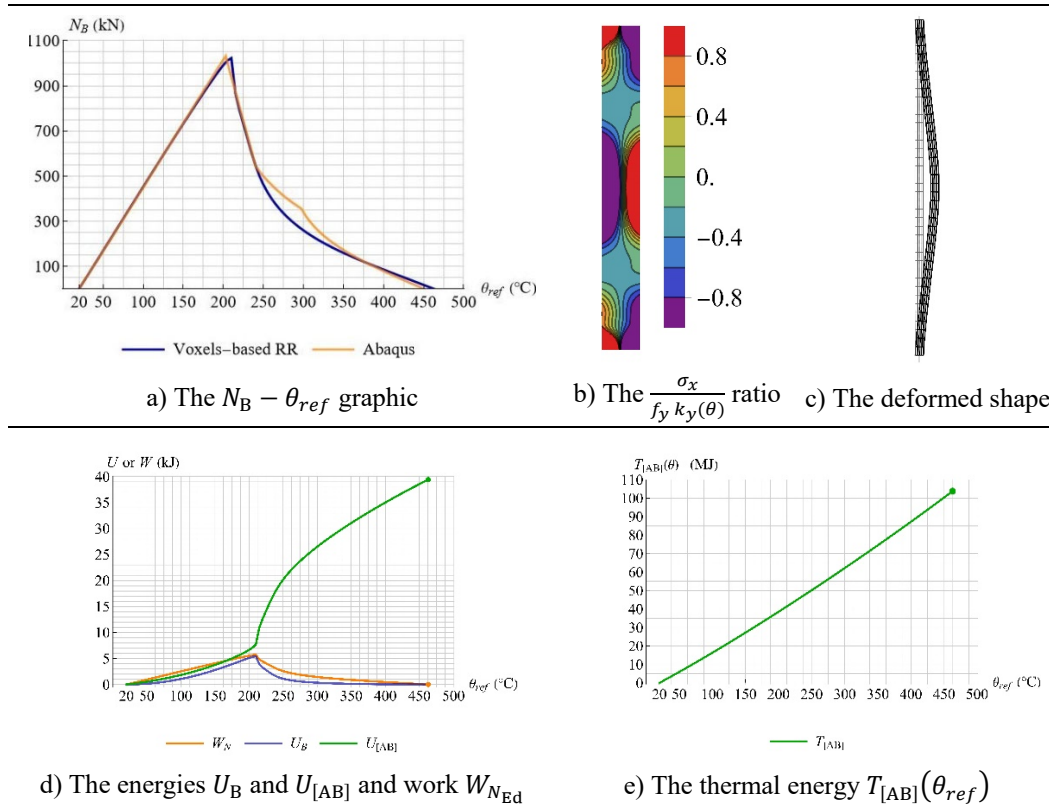 N_B (kN)
1100
900
700
500
300
100
20 50 100 150 200 250 300 350 400 450 500
θ_ref (°C)
Voxels−based RR Abaqus
a) The N_B − θ_ref graphic
0.8
0.4
0.
−0.4
−0.8
b) The σ_x / (f_y k_y(θ)) ratio
c) The deformed shape
U or W (kJ)
40
35
30
25
20
15
10
5
0
20 50 100 150 200 250 300 350 400 450 500
θ_ref (°C)
W_N U_B U_[AB]
d) The energies U_B and U_[AB] and work W_N_Ed
T_[AB](θ) (MJ)
110
100
90
80
70
60
50
40
30
20
10
0
20 50 100 150 200 250 300 350 400 450 500
θ_ref (°C)
T_[AB]
e) The thermal energy T_[AB](θ_ref)